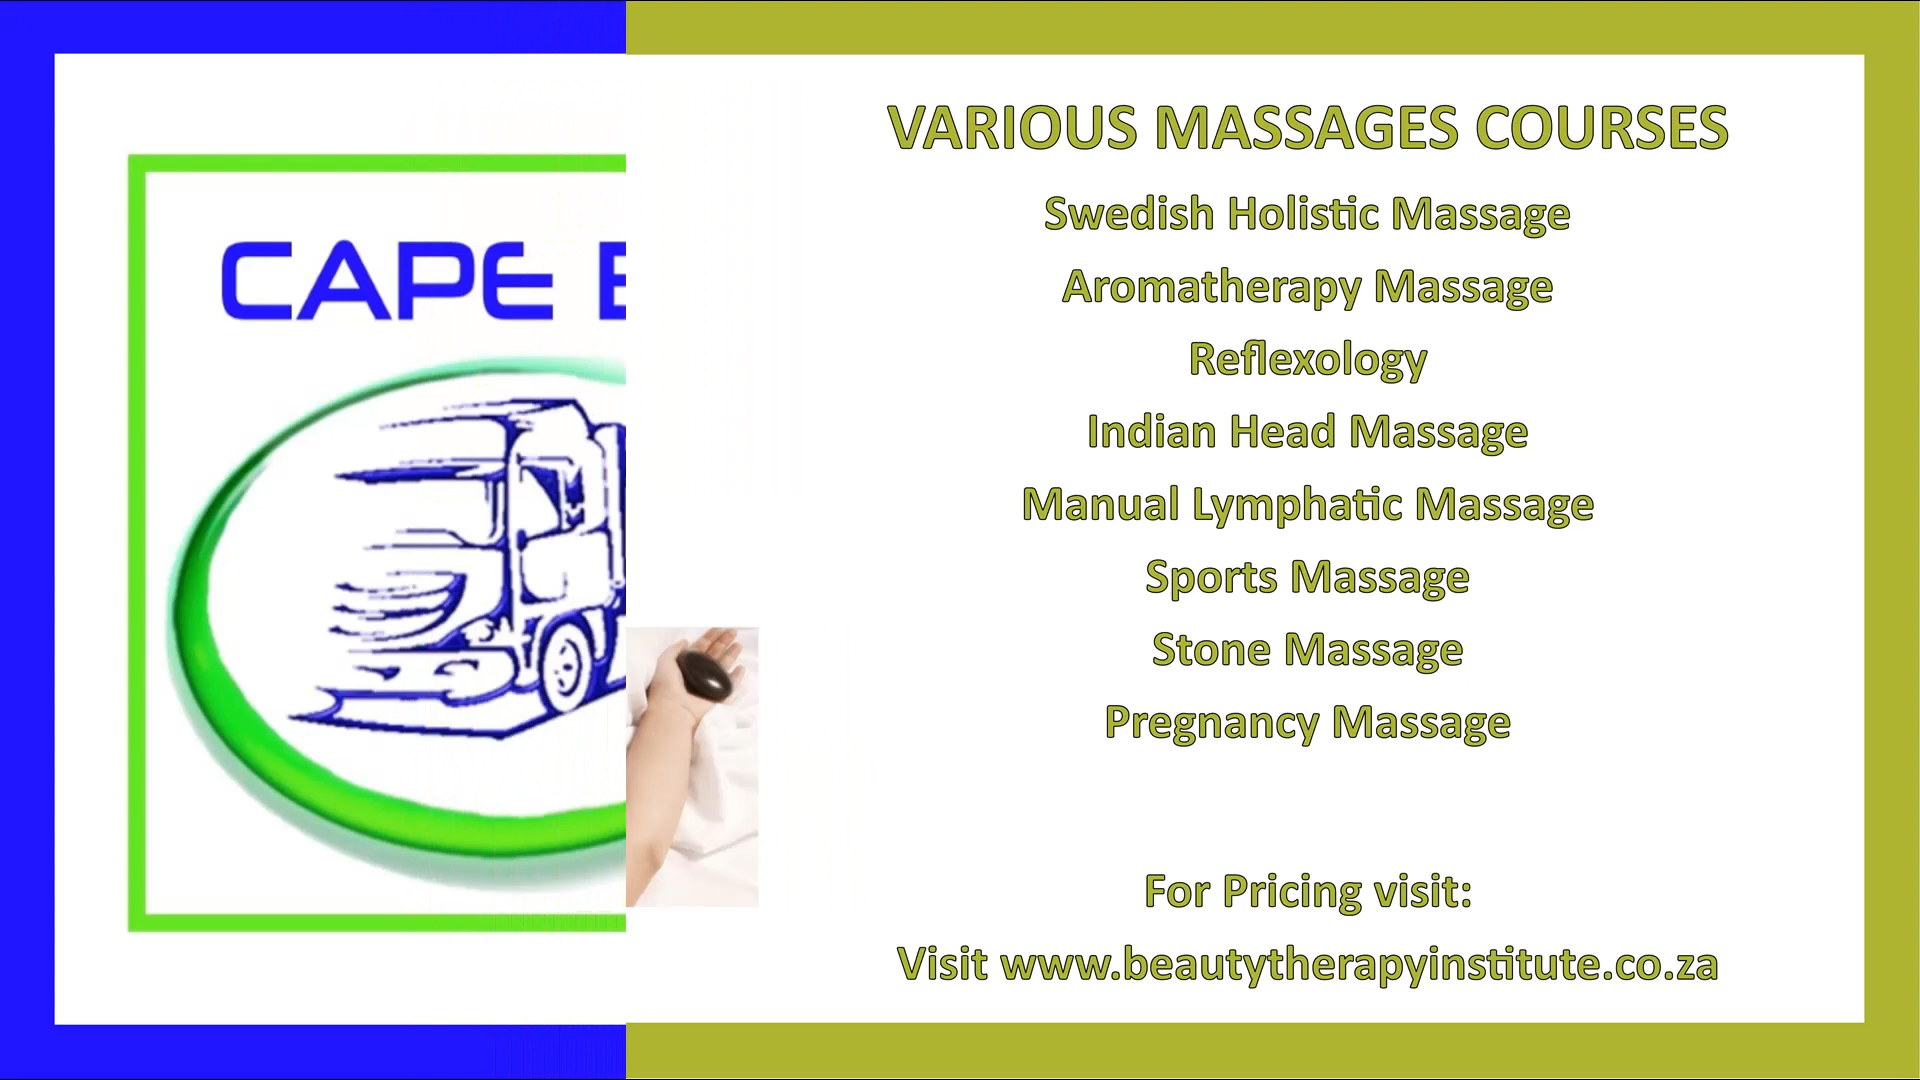 CAPE
VARIOUS MASSAGES COURSES
Swedish Holistic Massage
Aromatherapy Massage
Reflexology
Indian Head Massage
Manual Lymphatic Massage
Sports Massage
Stone Massage
Pregnancy Massage
For Pricing visit:
Visit www.beautytherapyinstitute.co.za